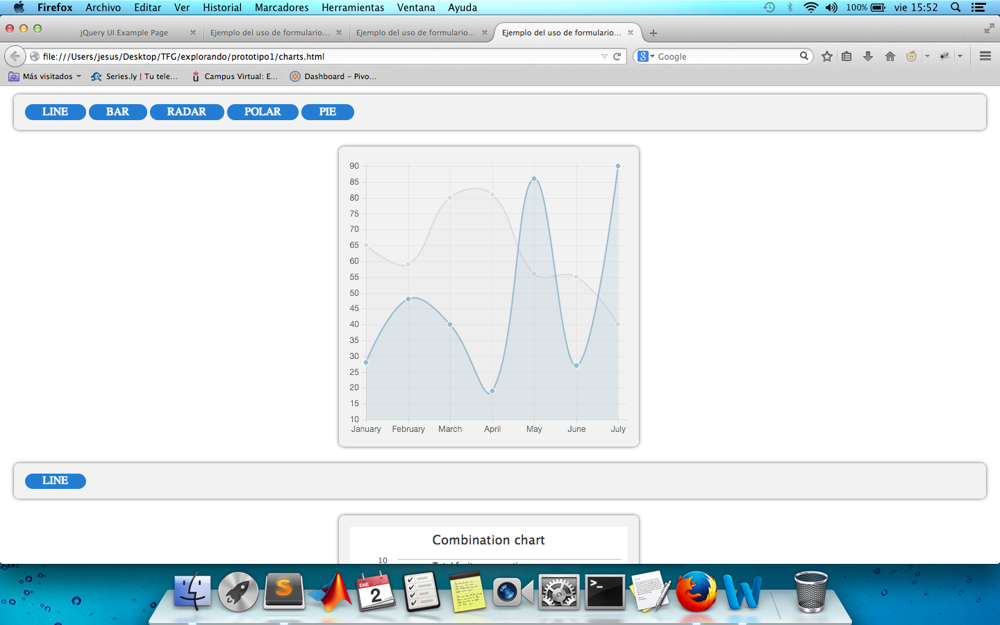 Firefox Archivo Editar Ver Historial Marcadores Herramientas Ventana Ayuda 100% vie 15:52
jQuery UI Example Page Ejemplo del uso de formulario... Ejemplo del uso de formulario... Ejemplo del uso de formulario...
file:///Users/jesus/Desktop/TFG/explorando/prototipo1/charts.html Google
Más visitados Series.ly | Tu tele... Campus Virtual: E... Dashboard – Pivo...
LINE BAR RADAR POLAR PIE
90
85
80
75
70
65
60
55
50
45
40
35
30
25
20
15
10
January February March April May June July
LINE
Combination chart
10
ENE
2